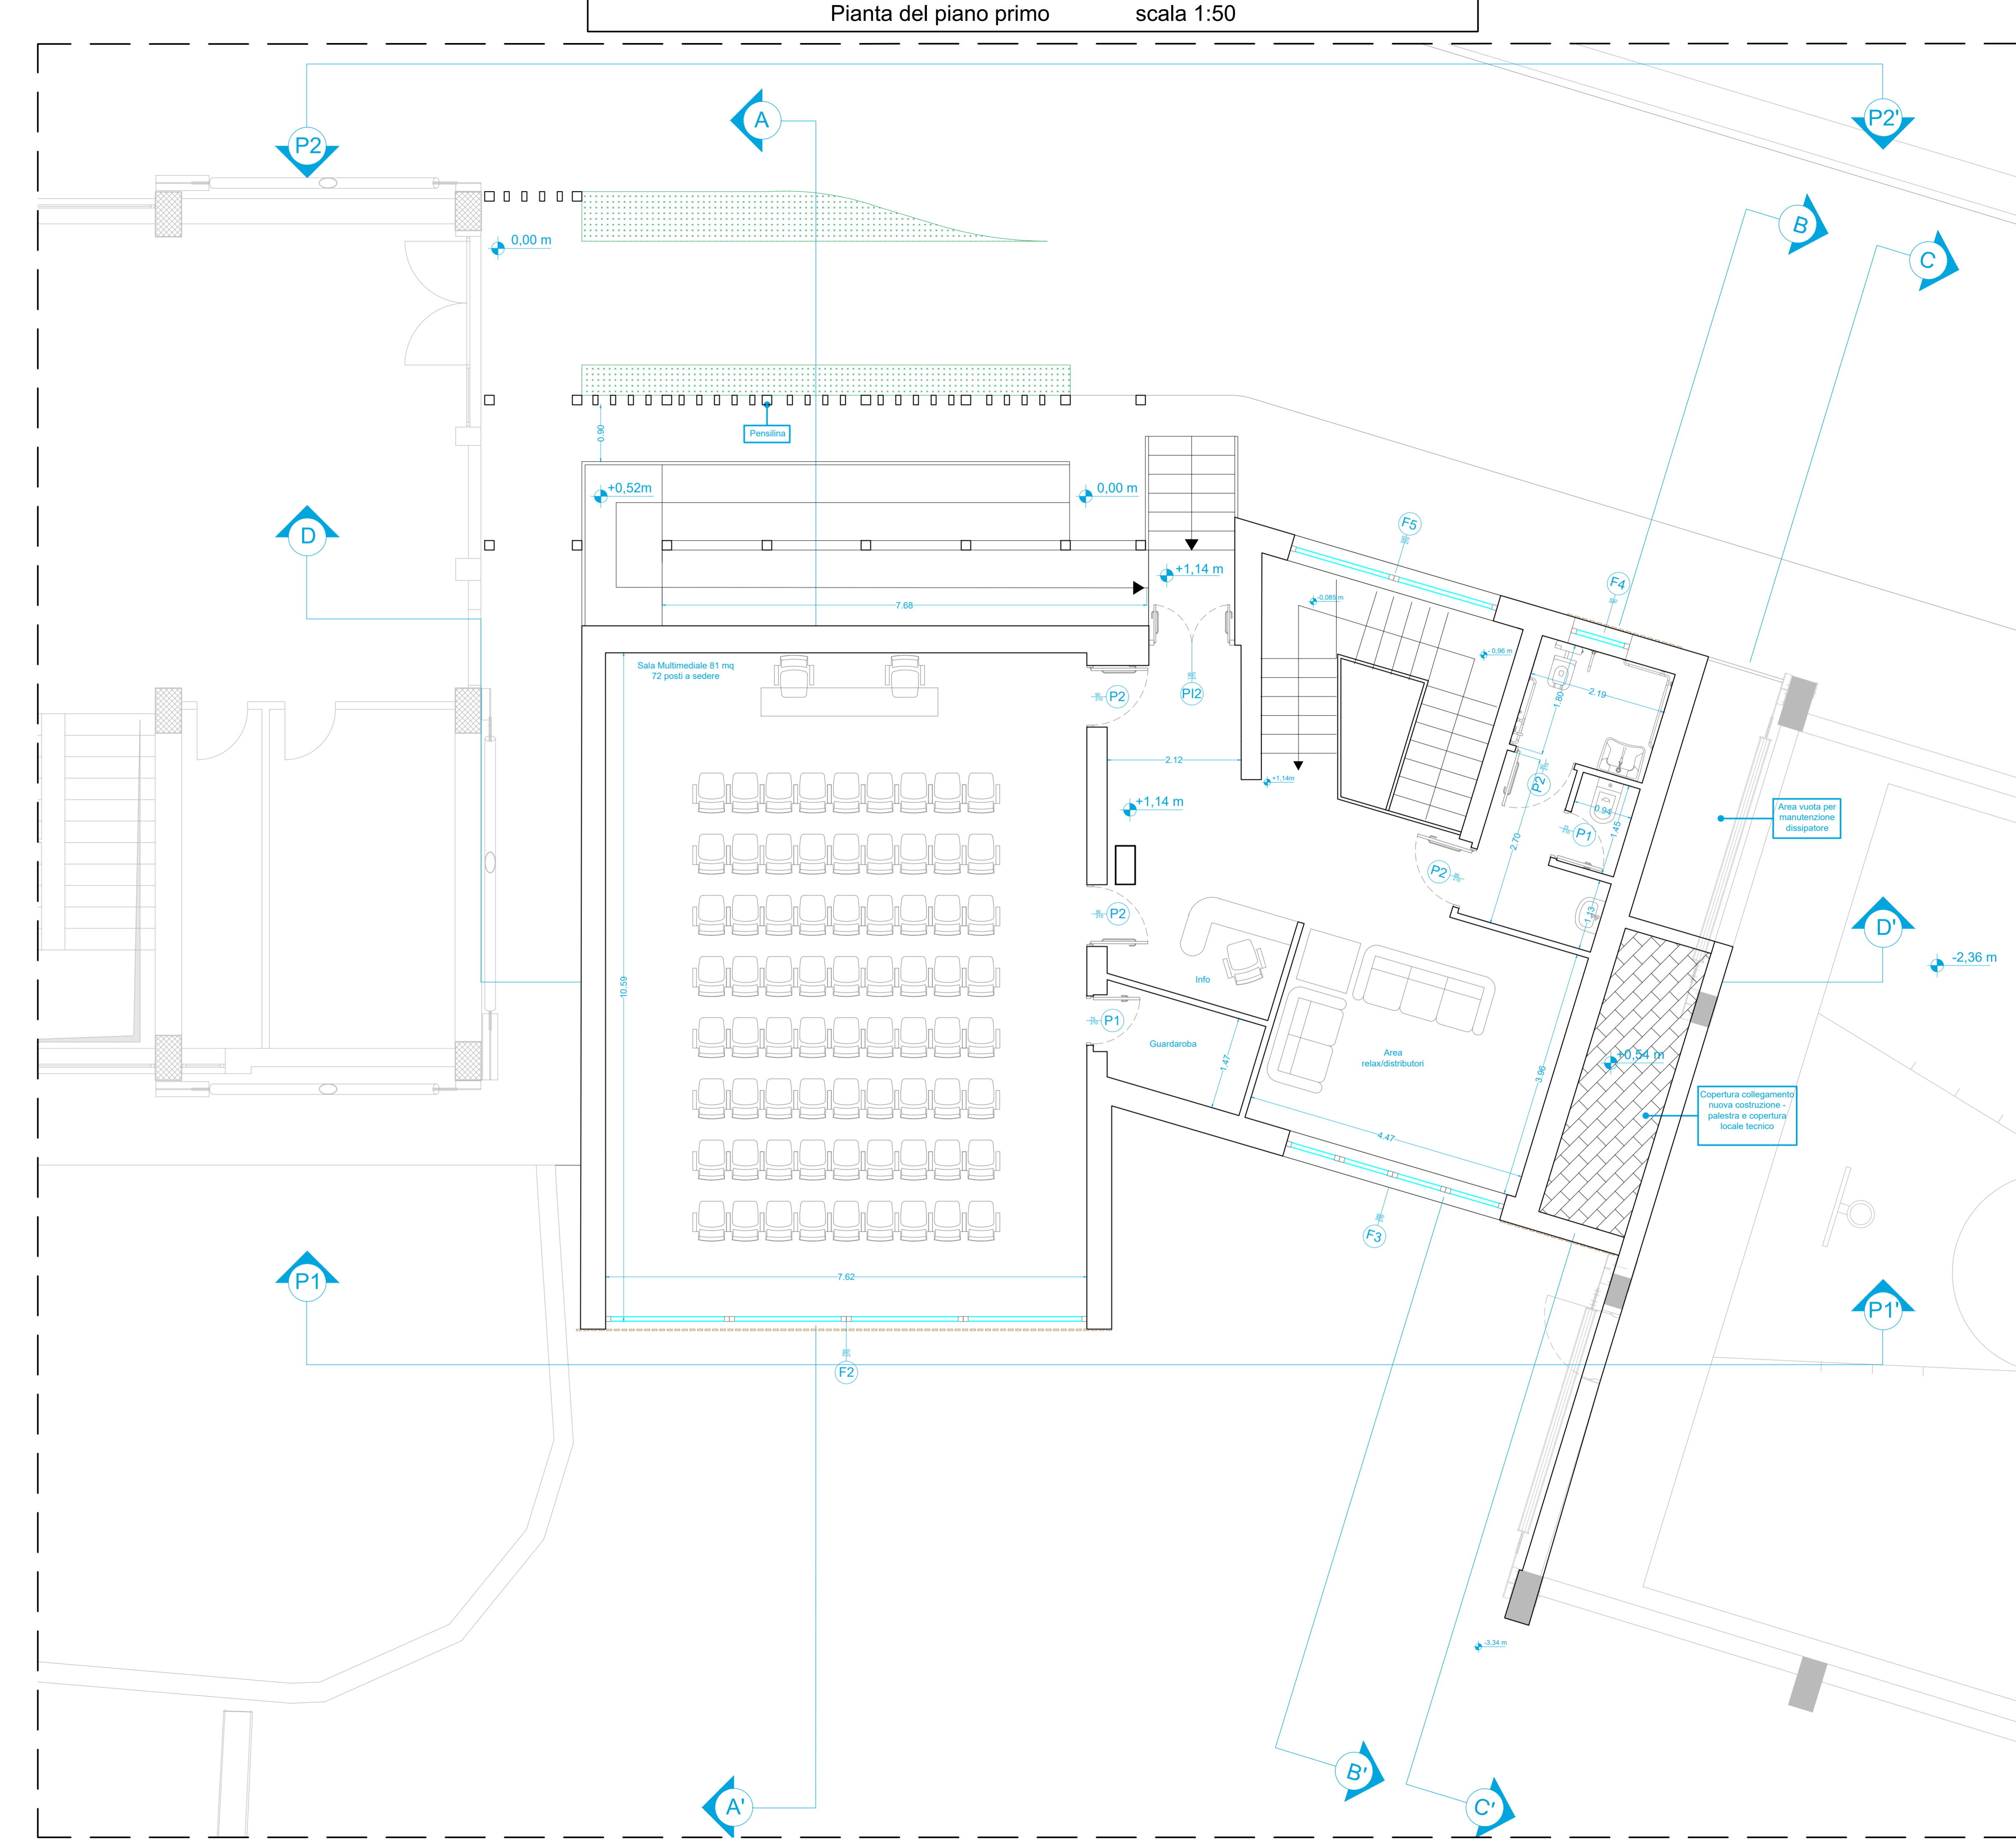 Pianta del piano primo scala 1:50
P2
A
P2'
B
C
0,00 m
0.90
Pensilina
+0,52m
0,00 m
D
F5
+1,14 m
F4
-0,085 m
7.68
Sala Multimediale 81 mq
72 posti a sedere
- 0,96 m
P2
PI2
2.19
1.80
2.12
+1,14m
P2
+1,14 m
0.94
Area vuota per
manutenzione
dissipatore
P1
1.45
2.70
P2
P2
1.13
D'
-2,36 m
10.59
Info
P1
Guardaroba
1.47
Area
relax/distributori
+0,54 m
3.96
Copertura collegamento
nuova costruzione -
palestra e copertura
locale tecnico
4.47
F3
P1
7.62
P1'
F2
-3,34 m
B'
A'
C'